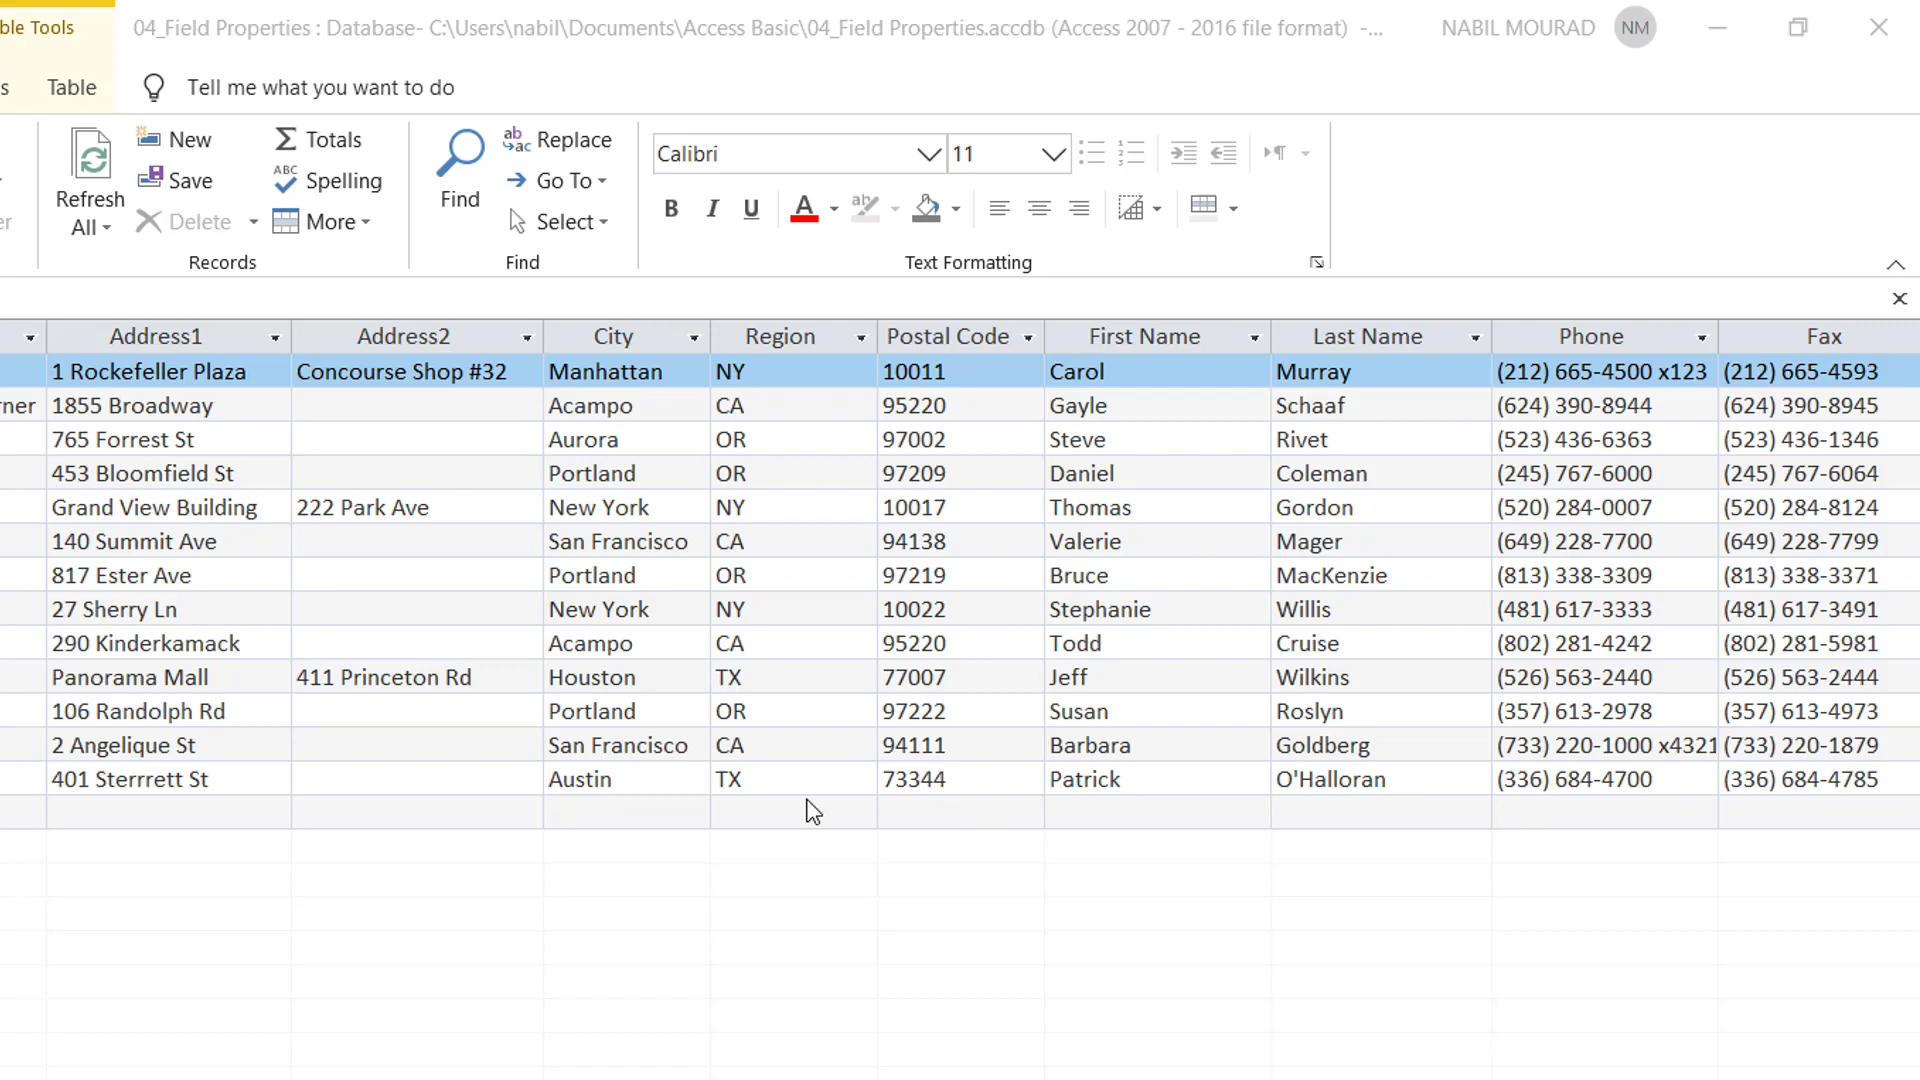 ble Tools 04_Field Properties : Database- C:\Users\nabil\Documents\Access Basic\04_Field Properties.accdb (Access 2007 - 2016 file format) -... NABIL MOURAD NM
s Table Tell me what you want to do
New Totals Replace Calibri 11
Save Spelling Go To
Refresh All Find
er Delete More Select B I U
Records Find Text Formatting
Address1 Address2 City Region Postal Code First Name Last Name Phone Fax
1 Rockefeller Plaza Concourse Shop #32 Manhattan NY 10011 Carol Murray (212) 665-4500 x123 (212) 665-4593
rner 1855 Broadway Acampo CA 95220 Gayle Schaaf (624) 390-8944 (624) 390-8945
765 Forrest St Aurora OR 97002 Steve Rivet (523) 436-6363 (523) 436-1346
453 Bloomfield St Portland OR 97209 Daniel Coleman (245) 767-6000 (245) 767-6064
Grand View Building 222 Park Ave New York NY 10017 Thomas Gordon (520) 284-0007 (520) 284-8124
140 Summit Ave San Francisco CA 94138 Valerie Mager (649) 228-7700 (649) 228-7799
817 Ester Ave Portland OR 97219 Bruce MacKenzie (813) 338-3309 (813) 338-3371
27 Sherry Ln New York NY 10022 Stephanie Willis (481) 617-3333 (481) 617-3491
290 Kinderkamack Acampo CA 95220 Todd Cruise (802) 281-4242 (802) 281-5981
Panorama Mall 411 Princeton Rd Houston TX 77007 Jeff Wilkins (526) 563-2440 (526) 563-2444
106 Randolph Rd Portland OR 97222 Susan Roslyn (357) 613-2978 (357) 613-4973
2 Angelique St San Francisco CA 94111 Barbara Goldberg (733) 220-1000 x4321 (733) 220-1879
401 Sterrrett St Austin TX 73344 Patrick O'Halloran (336) 684-4700 (336) 684-4785